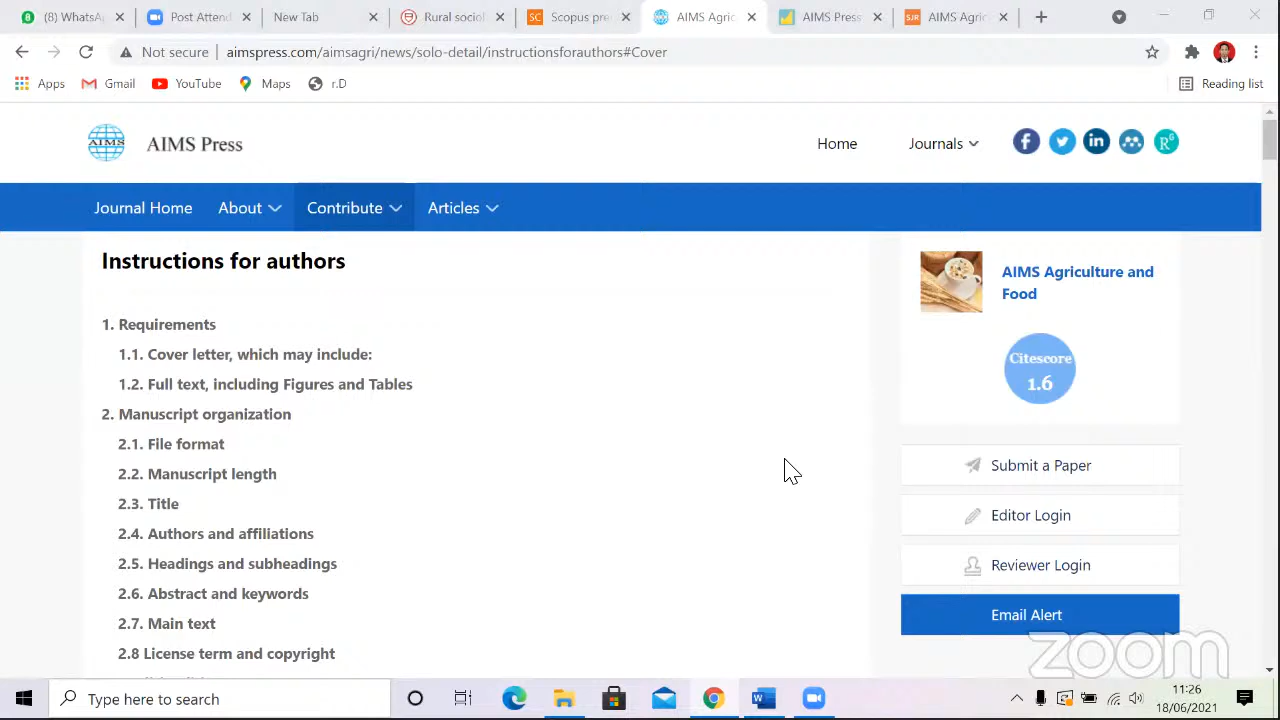 (8) WhatsA
Post Attend
New Tab
Rural sociol
SC Scopus pre
AIMS Agric
AIMS Press
SJR AIMS Agric
Not secure aimspress.com/aimsagri/news/solo-detail/instructionsforauthors#Cover
Apps Gmail YouTube Maps r.D Reading list
AIMS AIMS Press Home Journals
f in RG
Journal Home About Contribute Articles
Instructions for authors
1. Requirements
1.1. Cover letter, which may include:
1.2. Full text, including Figures and Tables
2. Manuscript organization
2.1. File format
2.2. Manuscript length
2.3. Title
2.4. Authors and affiliations
2.5. Headings and subheadings
2.6. Abstract and keywords
2.7. Main text
2.8 License term and copyright
AIMS Agriculture and
Food
Citescore
1.6
Submit a Paper
Editor Login
Reviewer Login
Email Alert
zoom
Type here to search
11:26
18/06/2021